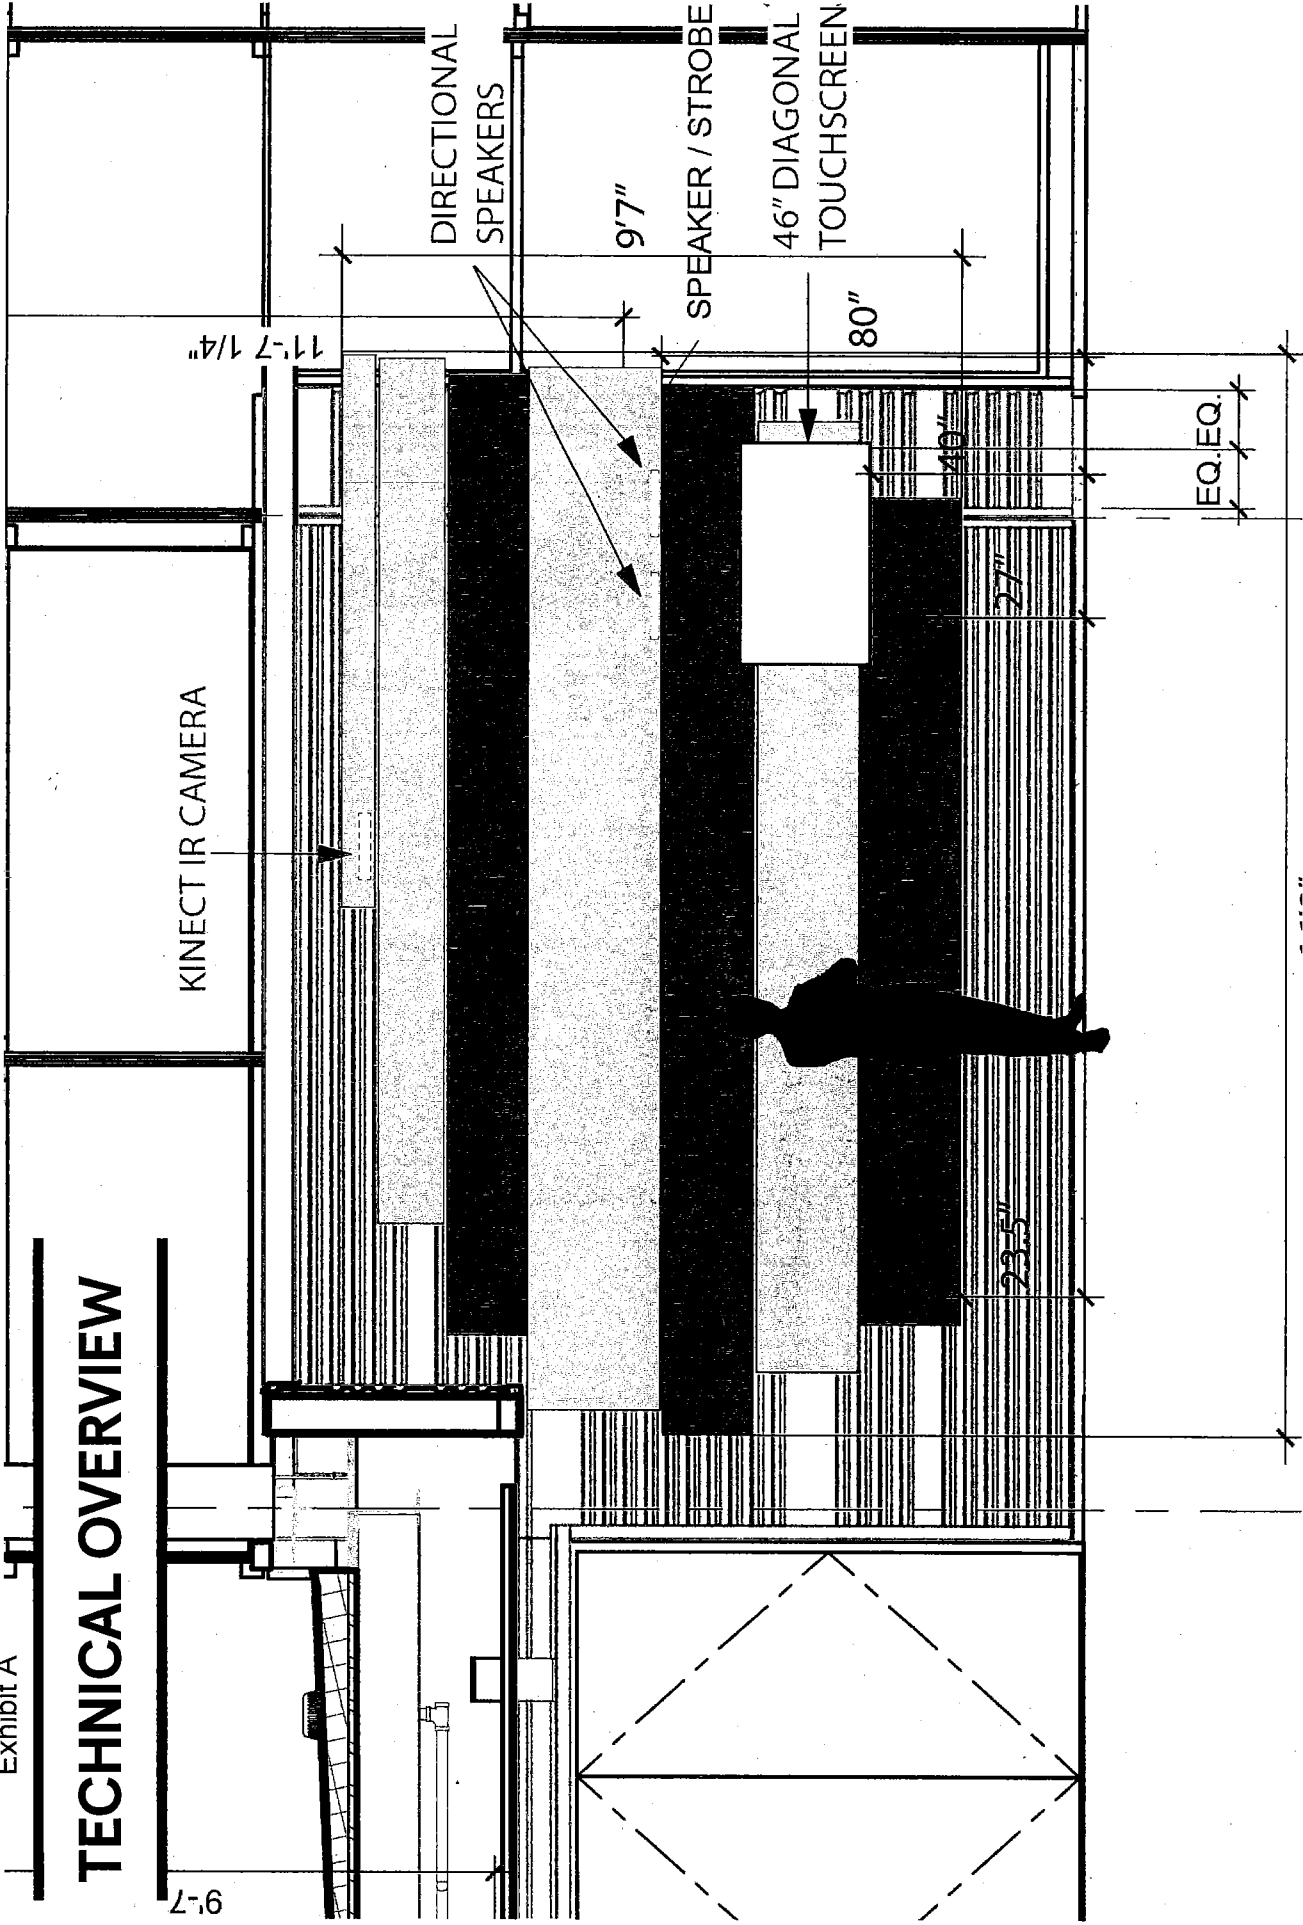 Exhibit A
TECHNICAL OVERVIEW
KINECT IR CAMERA
DIRECTIONAL
SPEAKERS
9'7"
SPEAKER / STROBE
46" DIAGONAL
TOUCHSCREEN
11'-7 1/4"
80"
40"
27"
23.5"
EQ. EQ.
9'-7